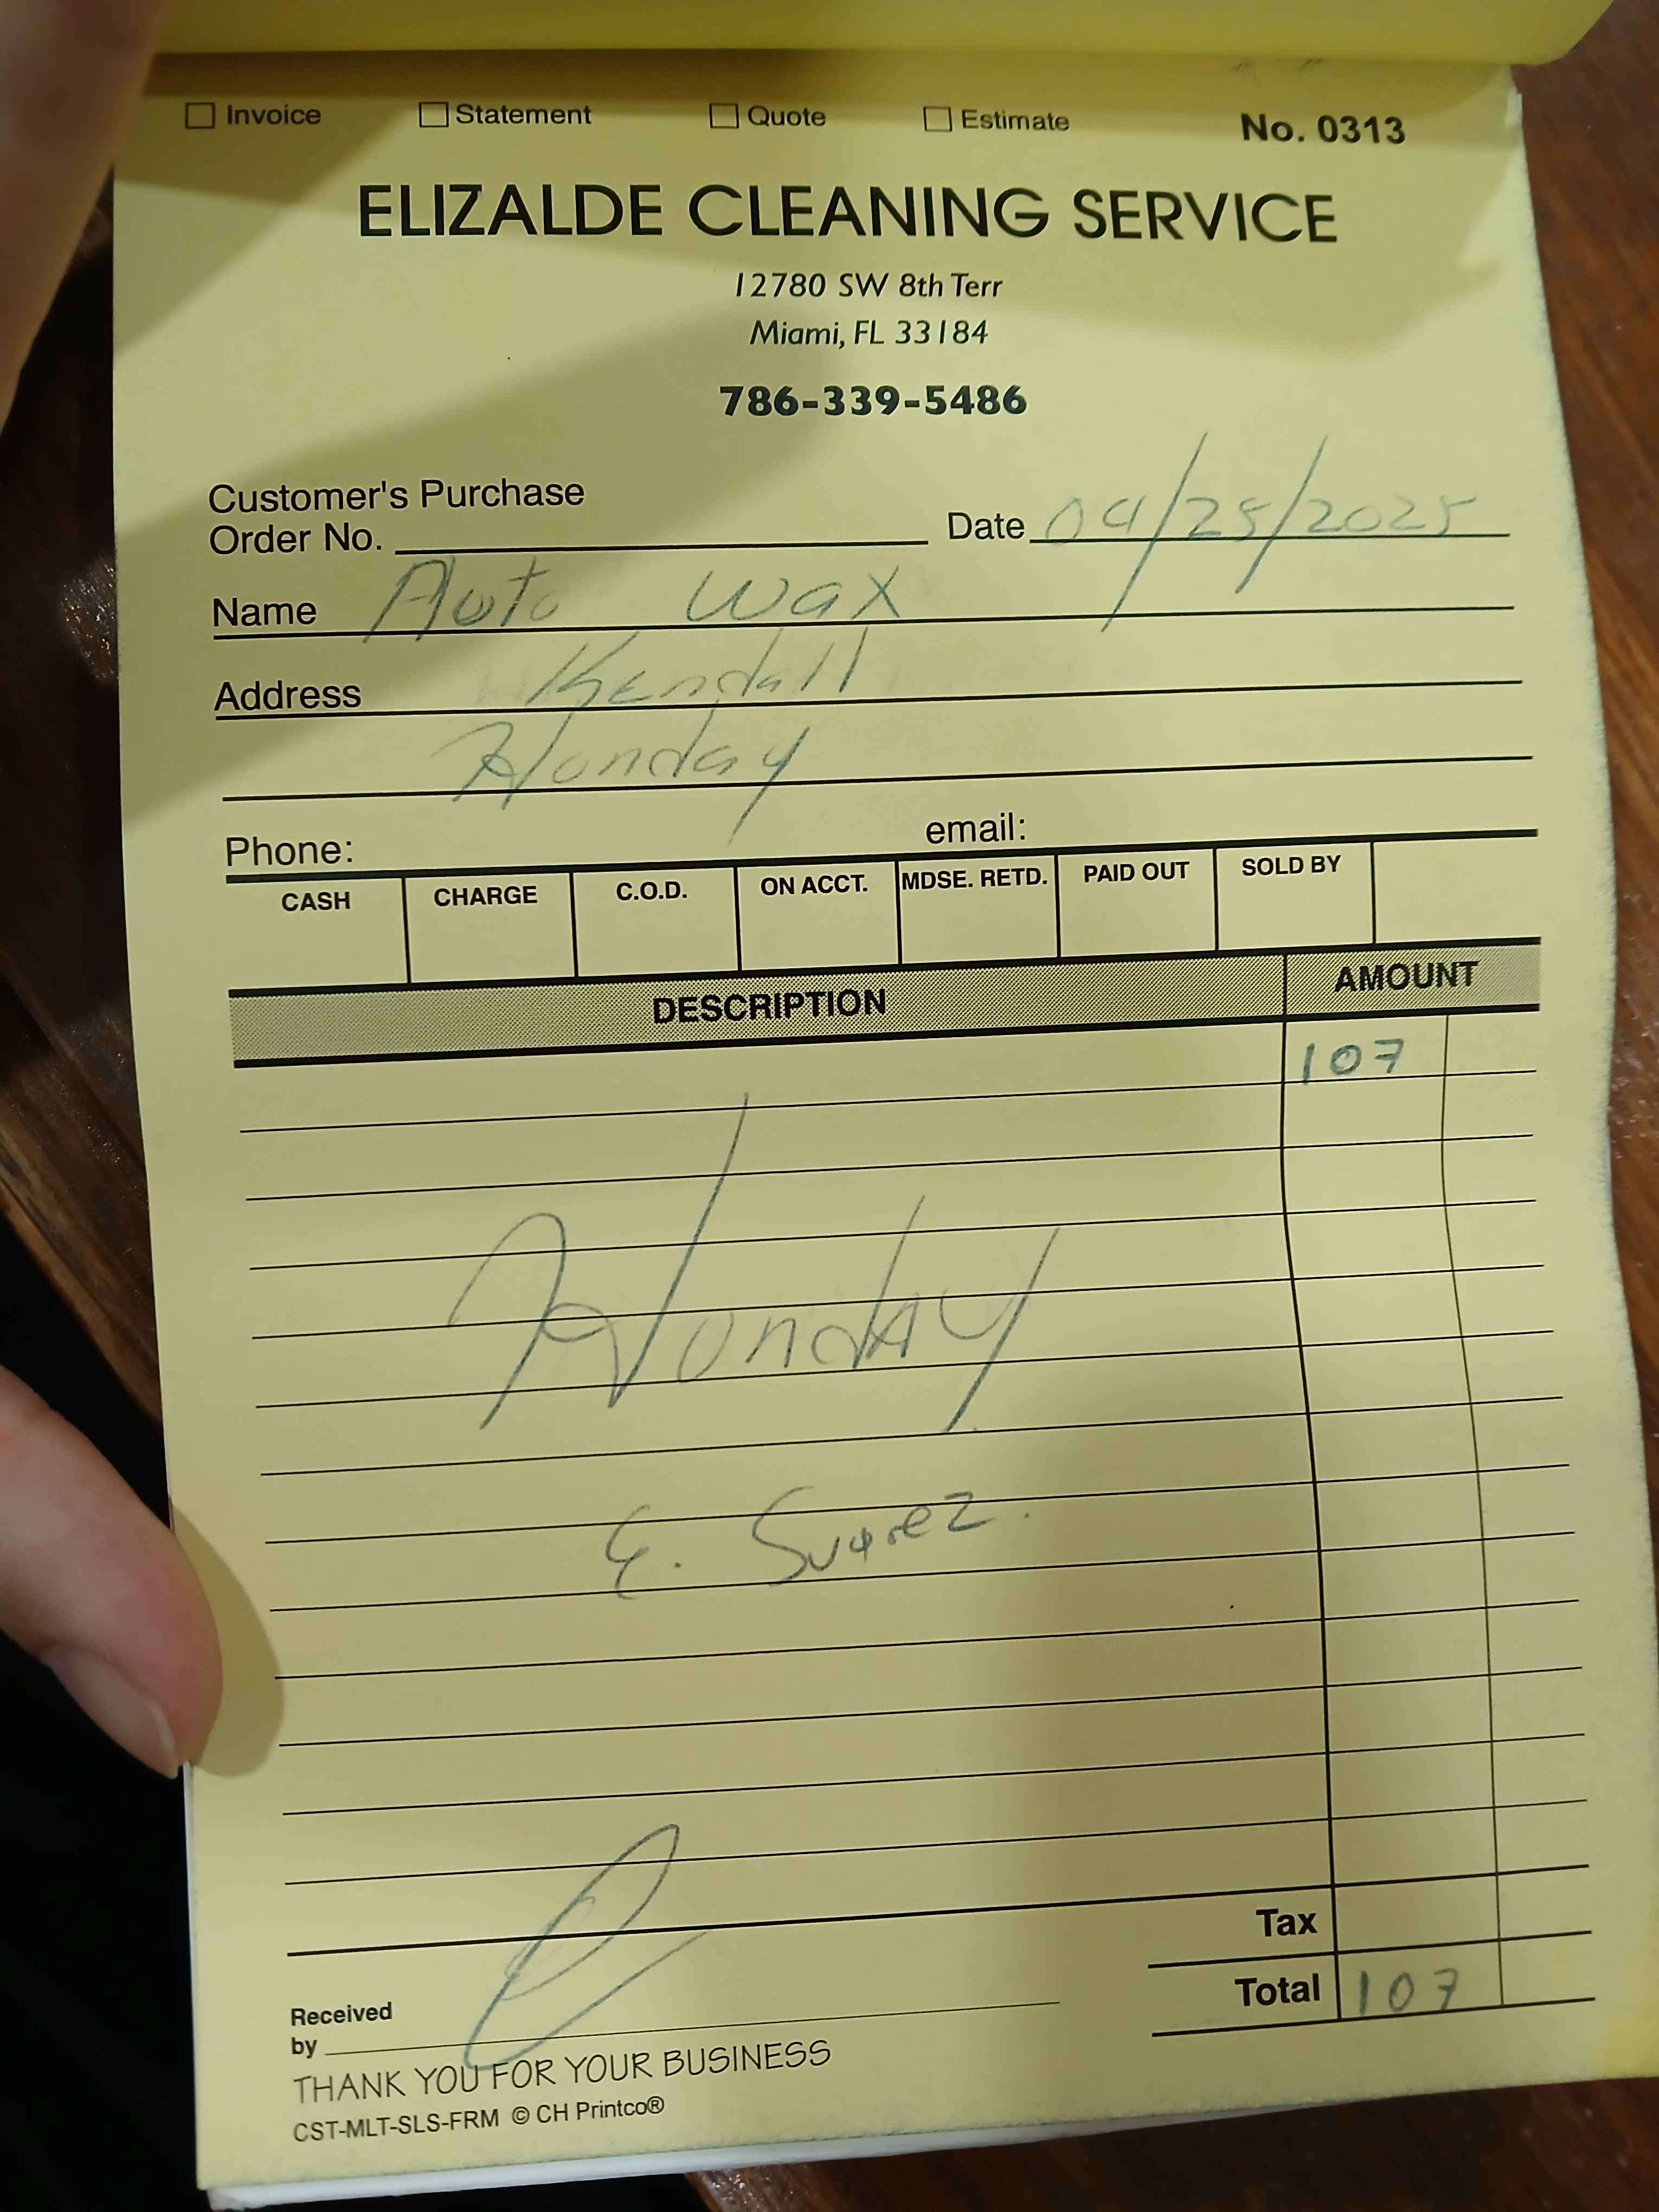 Invoice Statement Quote Estimate No. 0313
ELIZALDE CLEANING SERVICE
12780 SW 8th Terr
Miami, FL 33184
786-339-5486
Customer's Purchase
Order No. Date 04/25/2025
Name Auto Wax
Address Kendall
Honday
Phone: email:
CASH CHARGE C.O.D. ON ACCT. MDSE. RETD. PAID OUT SOLD BY
DESCRIPTION AMOUNT
107
Honday
E. Suarez.
Tax
Total 107
Received
by
THANK YOU FOR YOUR BUSINESS
CST-MLT-SLS-FRM © CH Printco®